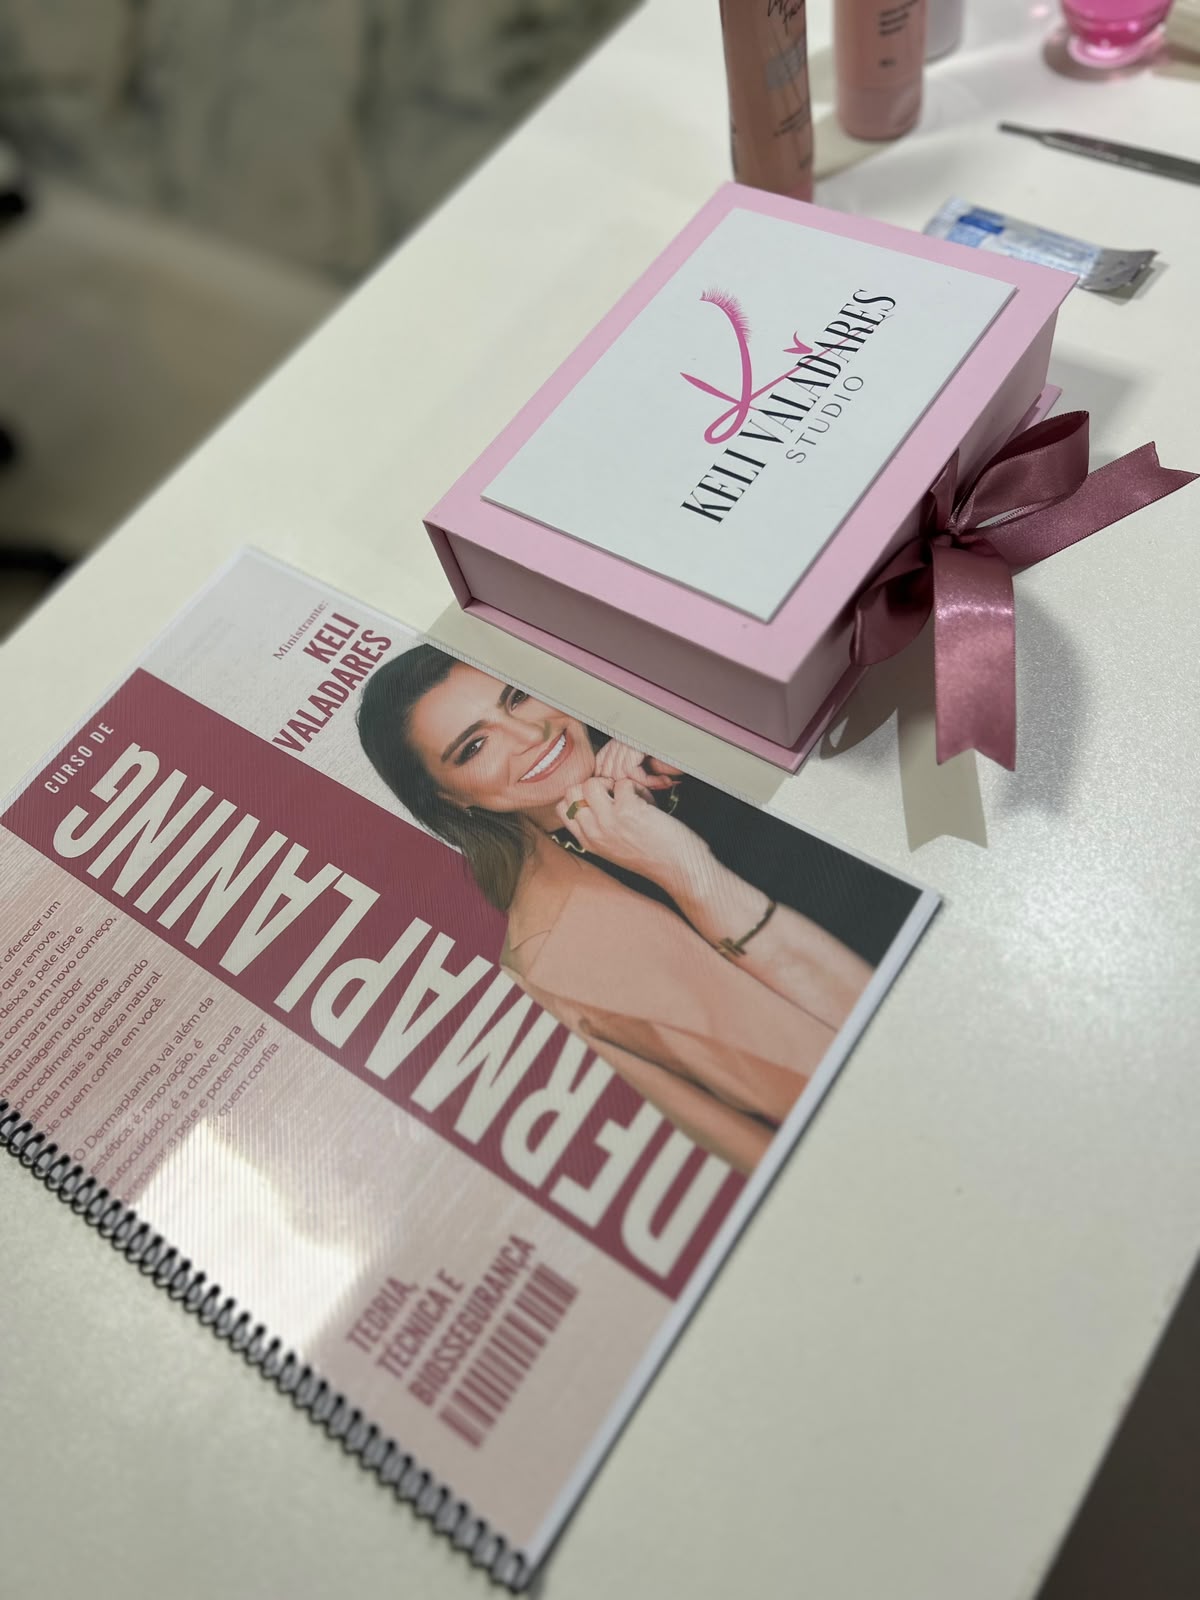 KELI VALADARES
STUDIO
Ministrante:
KELI
VALADARES
CURSO DE
DERMAPLANING
oferecer um
que renova,
deixa a pele lisa e
como um novo começo,
para receber
maquiagem ou outros
procedimentos, destacando
ainda mais a beleza natural
de quem confia em você.
O Dermaplaning vai além da
estética: é renovação, é
autocuidado, é a chave para
a pele e potencializar
quem confia
TEORIA,
TÉCNICA E
BIOSSEGURANÇA